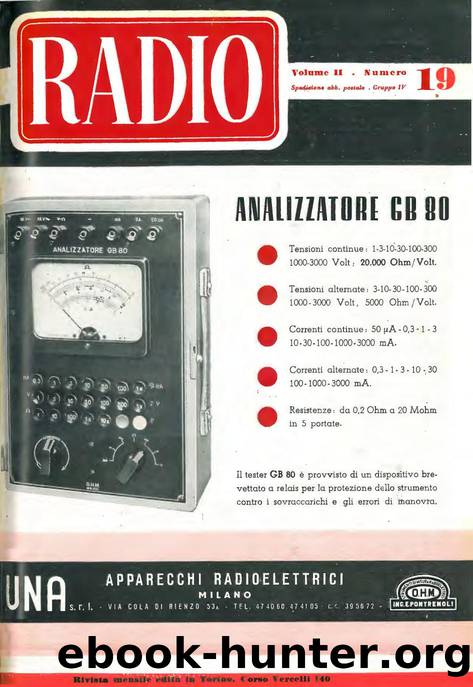 RADIO
Volume II . Numero 19
Spedizione abb. postale . Gruppo IV
ANALIZZATORE GB 80
Tensioni continue: 1-3-10-30-100-300
1000-3000 Volt; 20.000 Ohm/Volt.
Tensioni alternate: 3-10-30-100-300
1000-3000 Volt, 5000 Ohm/Volt.
Correnti continue: 50 µA-0,3-1-3
10-30-100-1000-3000 mA.
Correnti alternate: 0,3-1-3-10-30
100-1000-3000 mA.
Resistenze: da 0,2 Ohm a 20 Mohm
in 5 portate.
ANALIZZATORE GB 80
OHM
Il tester GB 80 è provvisto di un dispositivo bre-
vettato a relais per la protezione dello strumento
contro i sovraccarichi e gli errori di manovra.
UNA s.r.l.
APPARECCHI RADIOELETTRICI
MILANO
VIA COLA DI RIENZO 53A - TEL. 474060 474105 - c.c. 395672 -
OHM
ING.E.PONTREMOLI
ebook-hunter.org
Rivista mensile edita in Torino, Corso Vercelli 140